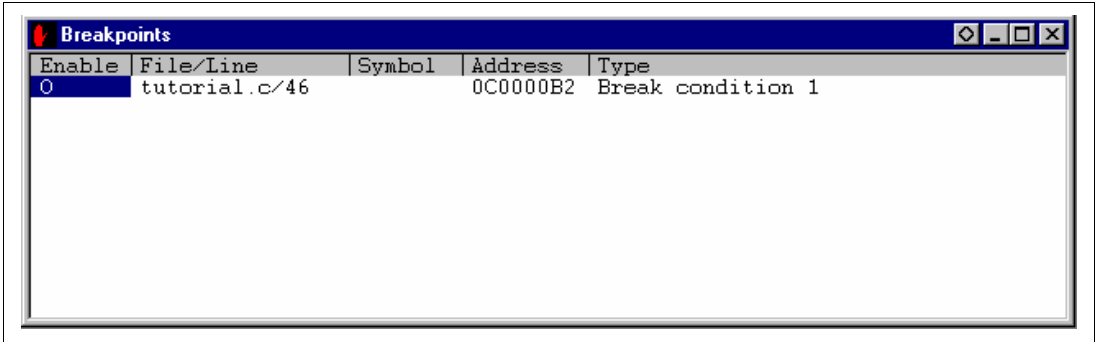 Breakpoints
Enable |File/Line |Symbol |Address |Type
O tutorial.c/46 0C0000B2 Break condition 1